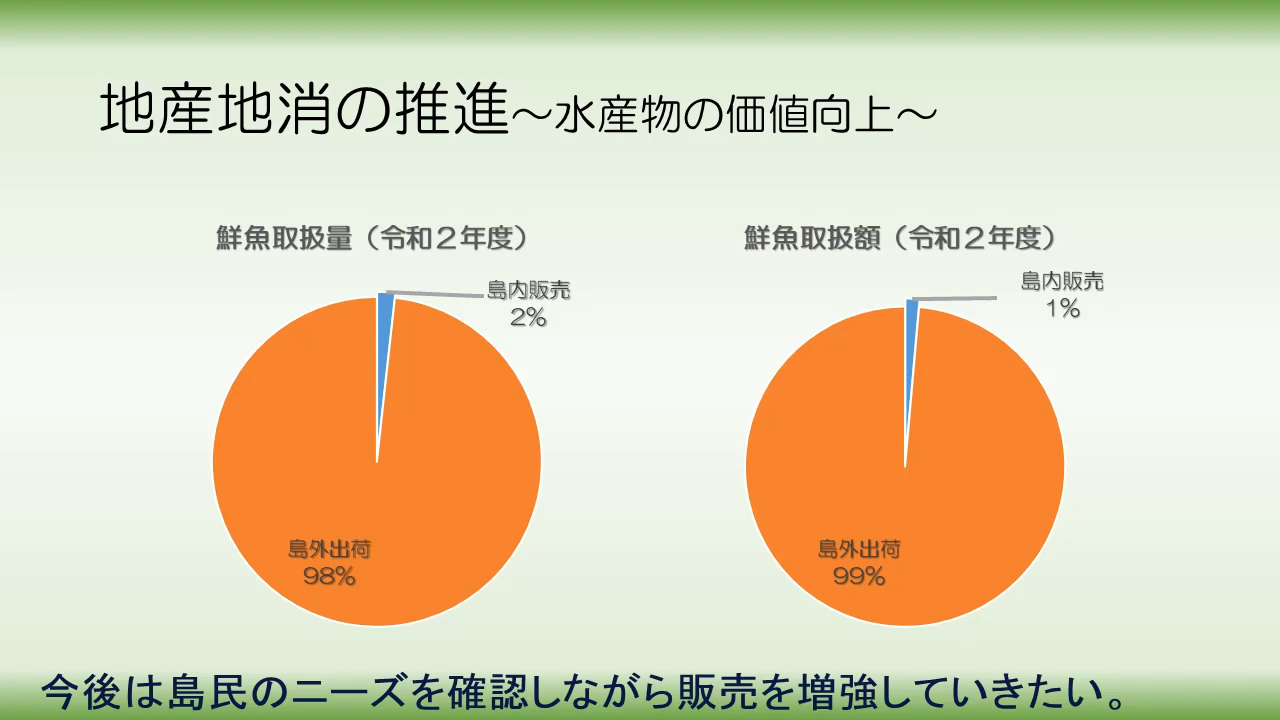 地産地消の推進～水産物の価値向上～
鮮魚取扱量（令和２年度）
島内販売
2%
島外出荷
98%
鮮魚取扱額（令和２年度）
島内販売
1%
島外出荷
99%
今後は島民のニーズを確認しながら販売を増強していきたい。